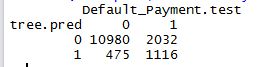 Default_Payment.test
tree.pred 0 1
0 10980 2032
1 475 1116